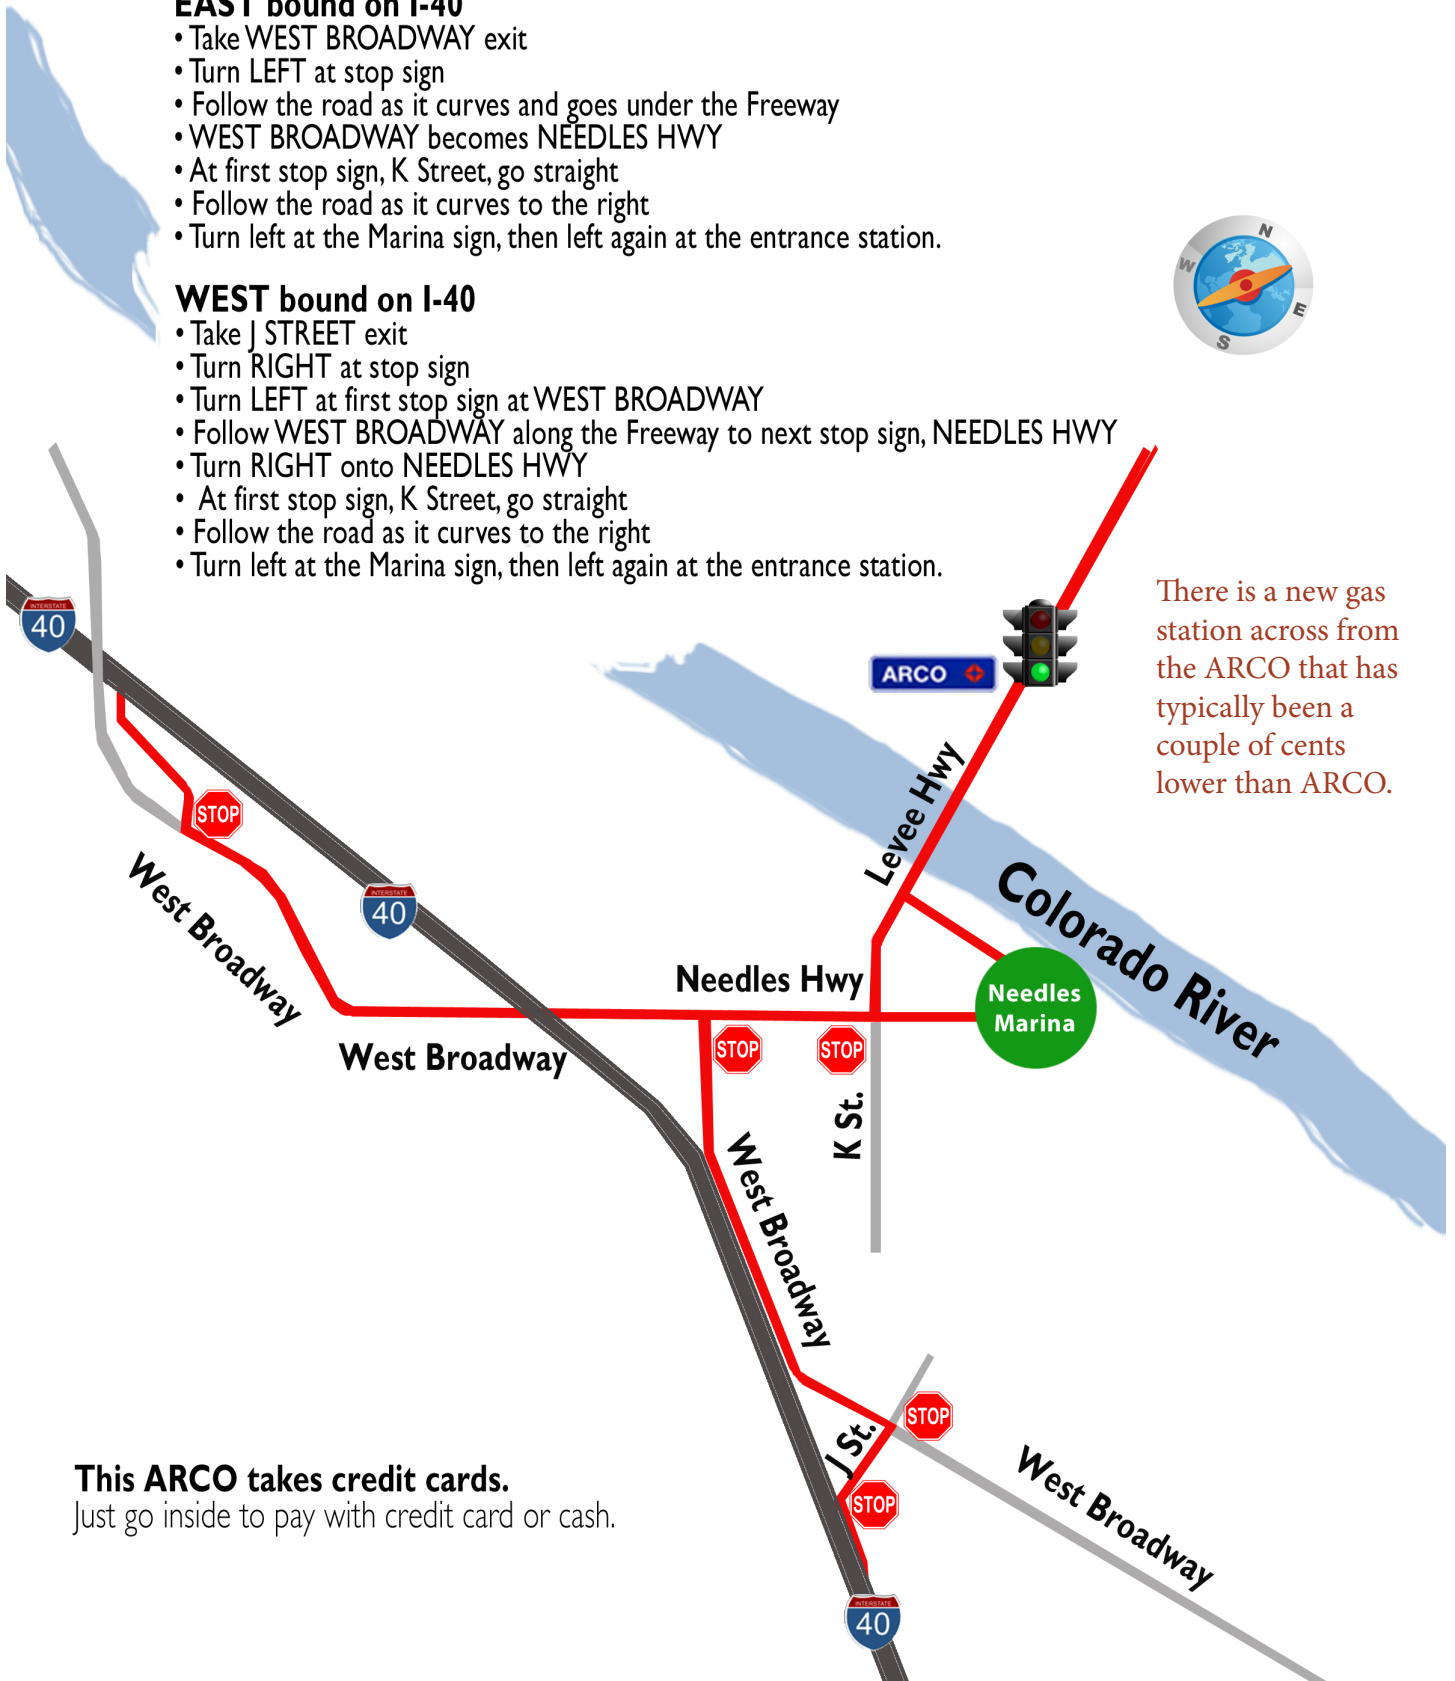 EAST bound on I-40
• Take WEST BROADWAY exit
• Turn LEFT at stop sign
• Follow the road as it curves and goes under the Freeway
• WEST BROADWAY becomes NEEDLES HWY
• At first stop sign, K Street, go straight
• Follow the road as it curves to the right
• Turn left at the Marina sign, then left again at the entrance station.
N
W
E
S
WEST bound on I-40
• Take J STREET exit
• Turn RIGHT at stop sign
• Turn LEFT at first stop sign at WEST BROADWAY
• Follow WEST BROADWAY along the Freeway to next stop sign, NEEDLES HWY
• Turn RIGHT onto NEEDLES HWY
• At first stop sign, K Street, go straight
• Follow the road as it curves to the right
• Turn left at the Marina sign, then left again at the entrance station.
There is a new gas
station across from
the ARCO that has
typically been a
couple of cents
lower than ARCO.
INTERSTATE
40
ARCO
STOP
Levee Hwy
West Broadway
INTERSTATE
40
Colorado River
Needles Hwy
Needles
Marina
West Broadway
STOP
STOP
K St.
West Broadway
STOP
J St.
STOP
West Broadway
This ARCO takes credit cards.
Just go inside to pay with credit card or cash.
INTERSTATE
40